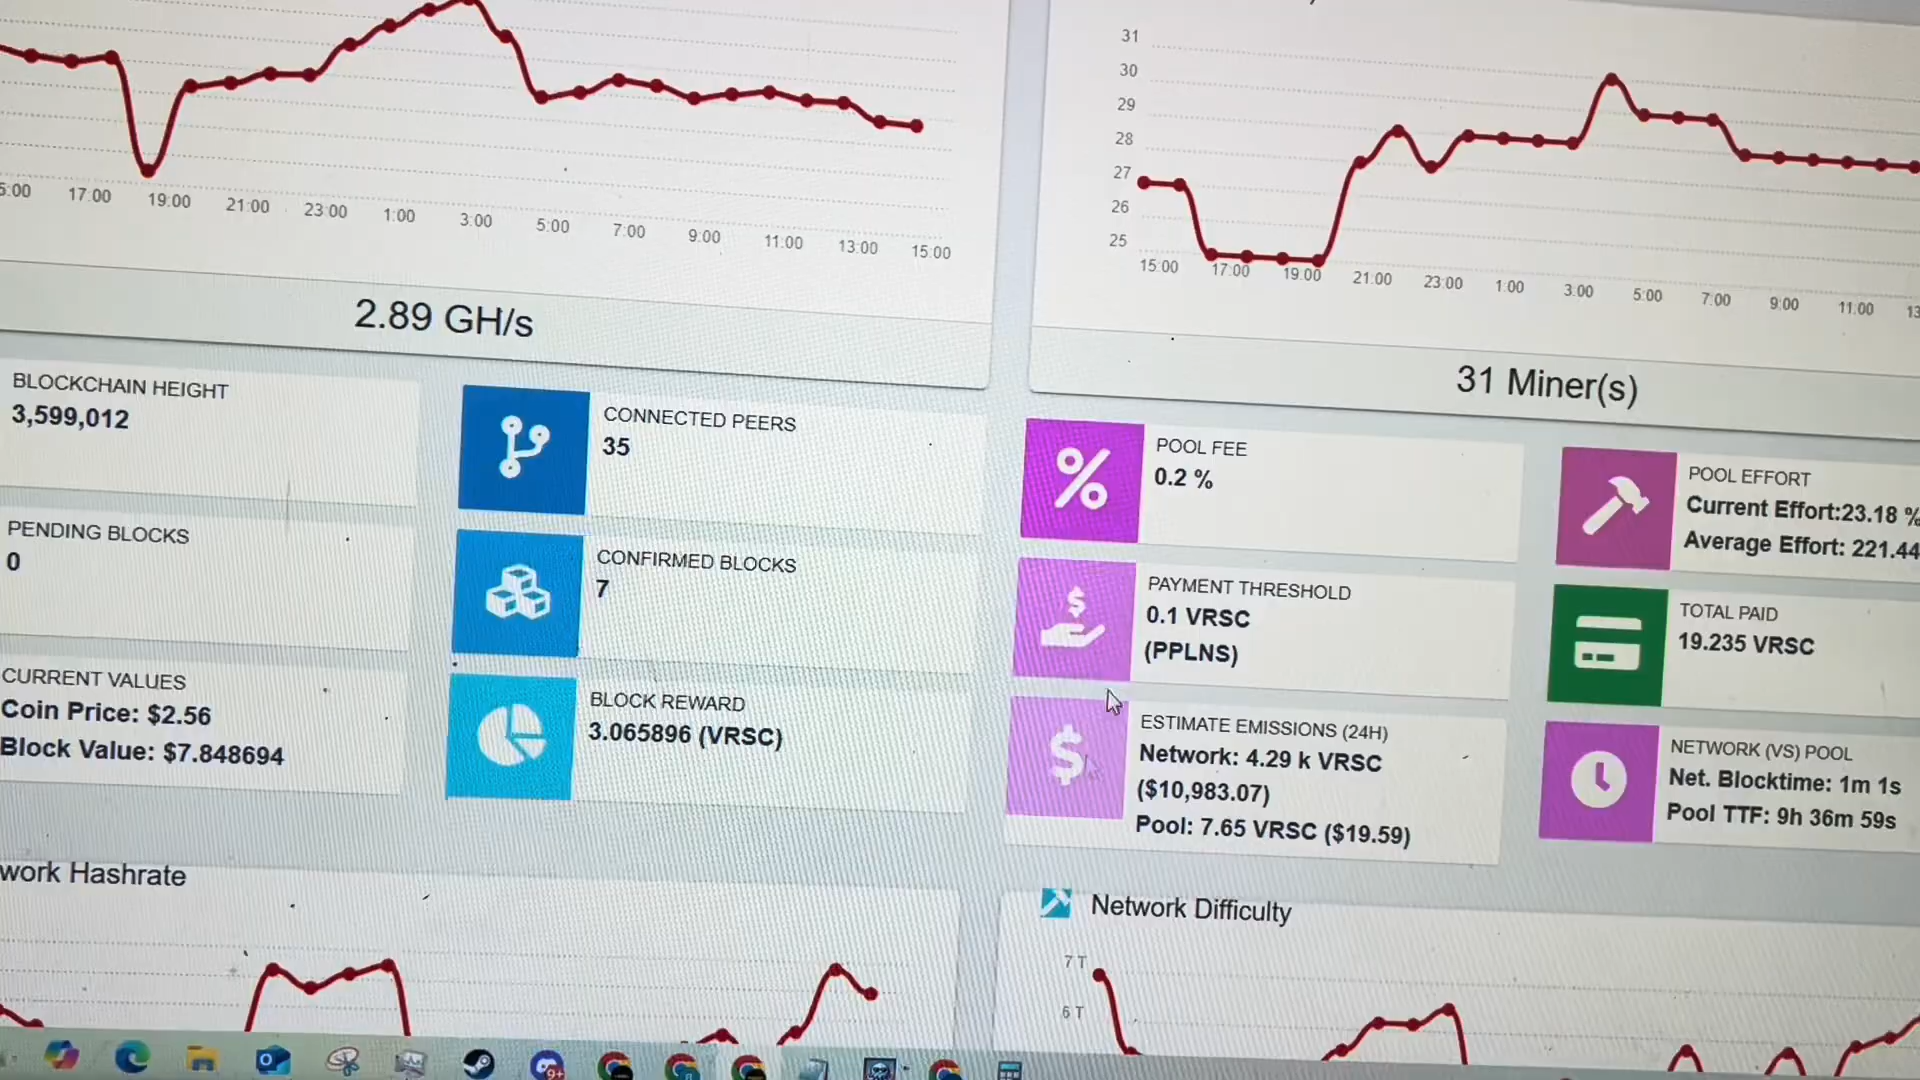 5:00 17:00 19:00 21:00 23:00 1:00 3:00 5:00 7:00 9:00 11:00 13:00 15:00
2.89 GH/s
31
30
29
28
27
26
25
15:00 17:00 19:00 21:00 23:00 1:00 3:00 5:00 7:00 9:00 11:00 13
31 Miner(s)
BLOCKCHAIN HEIGHT
3,599,012
CONNECTED PEERS
35
POOL FEE
0.2 %
POOL EFFORT
Current Effort:23.18 %
Average Effort: 221.44
PENDING BLOCKS
0
CONFIRMED BLOCKS
7
PAYMENT THRESHOLD
0.1 VRSC
(PPLNS)
TOTAL PAID
19.235 VRSC
CURRENT VALUES
Coin Price: $2.56
Block Value: $7.848694
BLOCK REWARD
3.065896 (VRSC)
ESTIMATE EMISSIONS (24H)
Network: 4.29 k VRSC
($10,983.07)
Pool: 7.65 VRSC ($19.59)
NETWORK (VS) POOL
Net. Blocktime: 1m 1s
Pool TTF: 9h 36m 59s
work Hashrate
Network Difficulty
7 T
6 T
9+